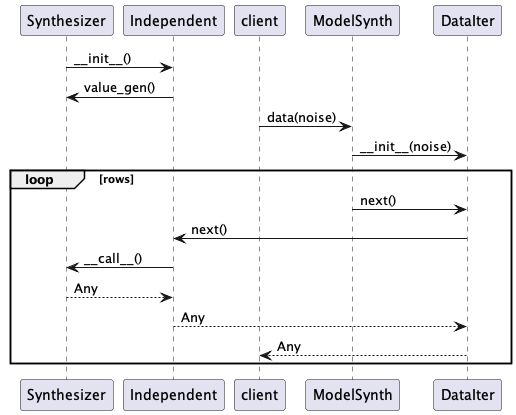 Synthesizer Independent client ModelSynth DataIter
__init__()
value_gen()
data(noise)
__init__(noise)
loop [rows]
next()
next()
__call__()
Any
Any
Any
Synthesizer Independent client ModelSynth DataIter